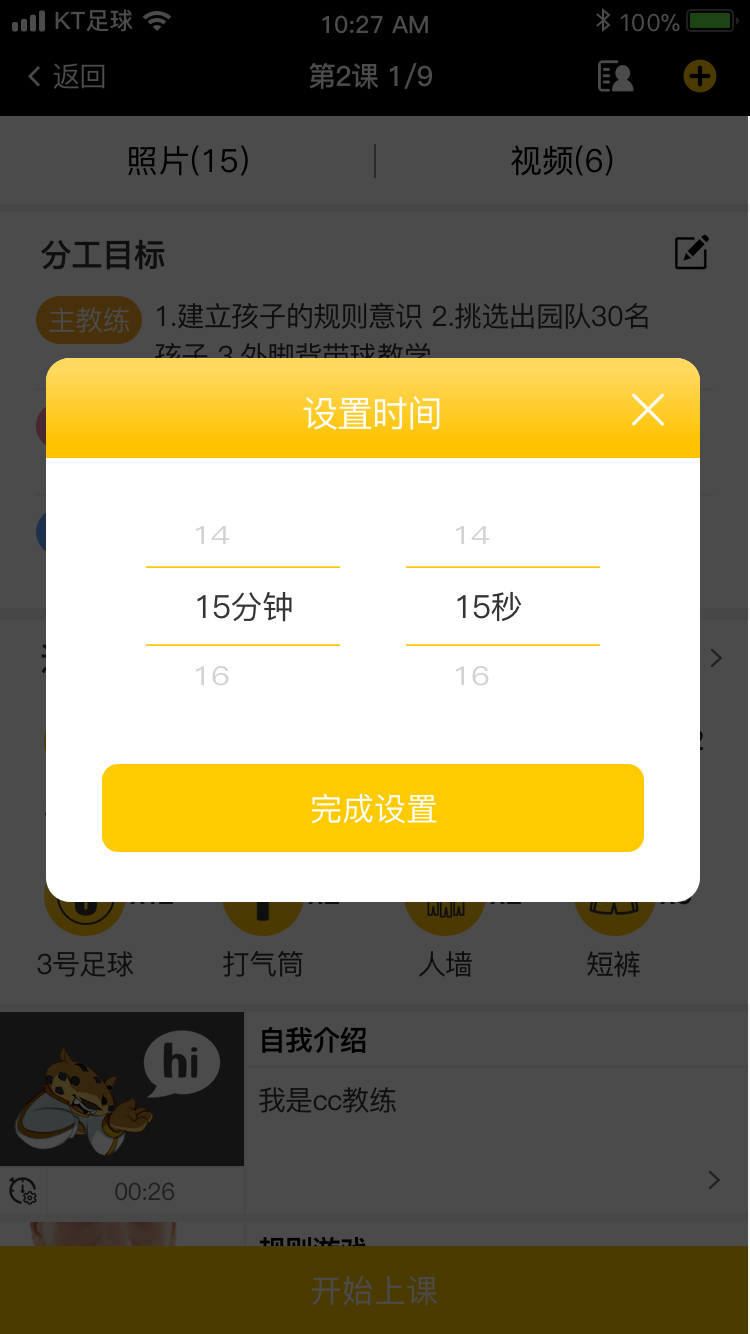 KT足球 10:27 AM 100%
返回 第2课 1/9
照片(15) 视频(6)
分工目标
主教练 1.建立孩子的规则意识 2.挑选出园队30名
孩子 3.外脚背带球教学
设置时间
14 14
15分钟 15秒
16 16
完成设置
3号足球 打气筒 人墙 短裤
hi 自我介绍
我是cc教练
00:26
规则游戏
开始上课